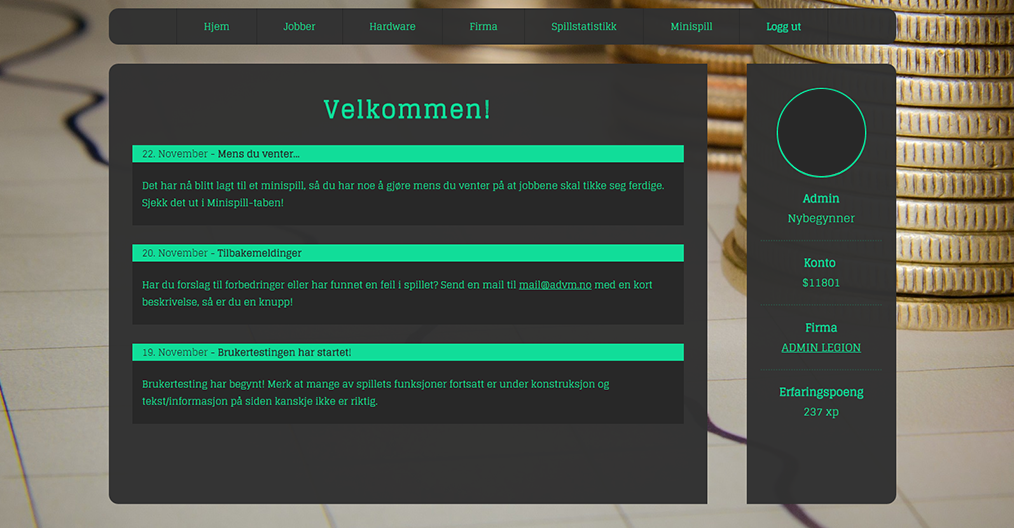 Hjem Jobber Hardware Firma Spillstatistikk Minispill Logg ut
Velkommen!
22. November - Mens du venter...
Det har nå blitt lagt til et minispill, så du har noe å gjøre mens du venter på at jobbene skal tikke seg ferdige.
Sjekk det ut i Minispill-taben!
20. November - Tilbakemeldinger
Har du forslag til forbedringer eller har funnet en feil i spillet? Send en mail til mail@advm.no med en kort
beskrivelse, så er du en knupp!
19. November - Brukertestingen har startet!
Brukertesting har begynt! Merk at mange av spillets funksjoner fortsatt er under konstruksjon og
tekst/informasjon på siden kanskje ikke er riktig.
Admin
Nybegynner
Konto
$11801
Firma
ADMIN LEGION
Erfaringspoeng
237 xp